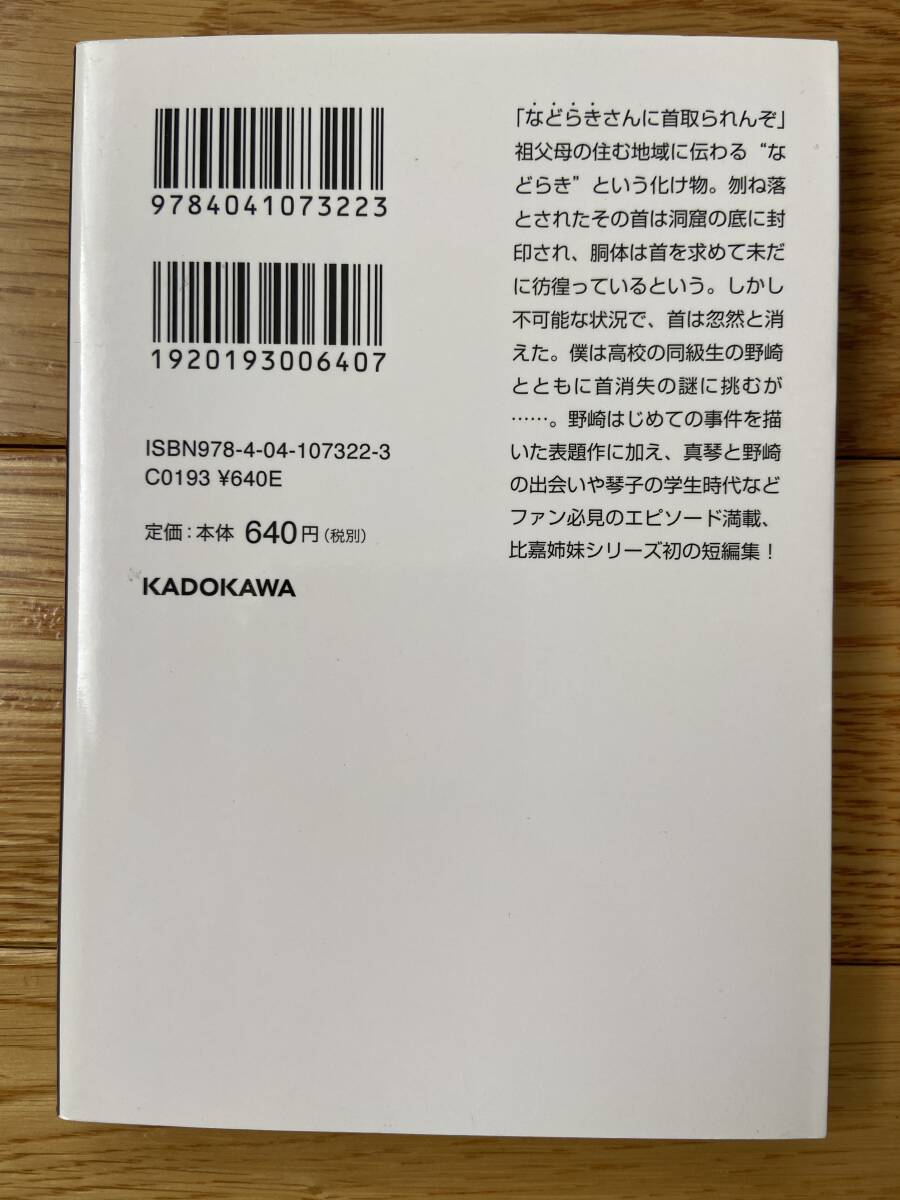 9784041073223
1920193006407
ISBN978-4-04-107322-3
C0193 ¥640E
定価:本体 640円(税別)
KADOKAWA
「などらきさんに首取られんぞ」
祖父母の住む地域に伝わる“な
どらき”という化け物。刎ね落
とされたその首は洞窟の底に封
印され、胴体は首を求めて未だ
に彷徨っているという。しかし
不可能な状況で、首は忽然と消
えた。僕は高校の同級生の野崎
とともに首消失の謎に挑むが
……。野崎はじめての事件を描
いた表題作に加え、真琴と野崎
の出会いや琴子の学生時代など
ファン必見のエピソード満載、
比嘉姉妹シリーズ初の短編集！